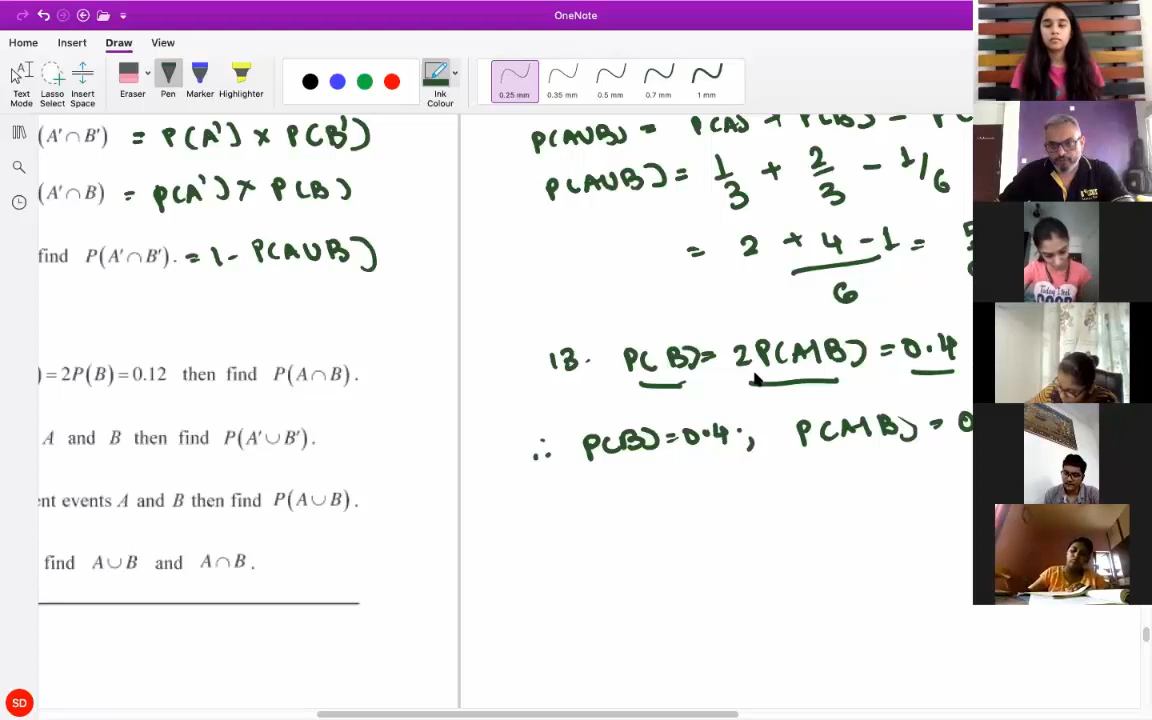 OneNote
Home Insert Draw View
Text Mode
Lasso Select
Insert Space
Eraser
Pen
Marker
Highlighter
Ink Colour
0.25 mm
0.35 mm
0.5 mm
0.7 mm
1 mm
(A′∩B′) = P(A′) × P(B′)
(A′∩B) = P(A′) × P(B)
find P(A′∩B′). = 1 - P(A∪B)
) = 2P(B) = 0.12 then find P(A∩B).
A and B then find P(A′∪B′).
ent events A and B then find P(A∪B).
find A∪B and A∩B.
P(A∪B) = P(A) + P(B) - P(
P(A∪B) = 1/3 + 2/3 - 1/6
= 2 + 4 - 1 =
6
13. P(B) = 2P(A|B) = 0.4
∴ P(B) = 0.4; P(A|B) = 0
SD